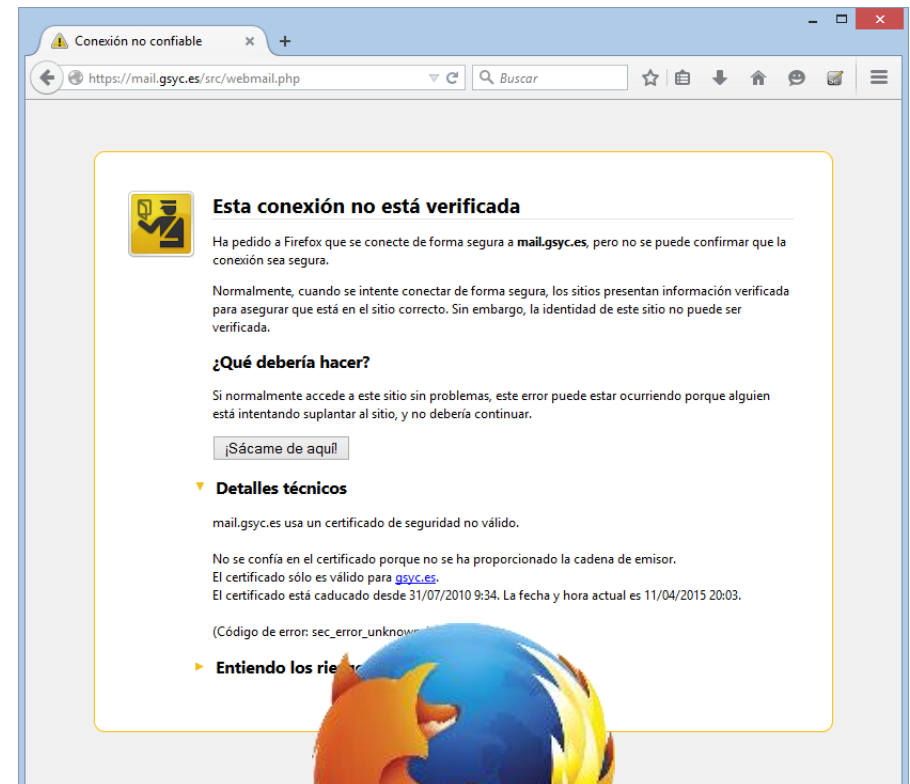 Conexión no confiable
https://mail.gsyc.es/src/webmail.php
Buscar
Esta conexión no está verificada
Ha pedido a Firefox que se conecte de forma segura a mail.gsyc.es, pero no se puede confirmar que la
conexión sea segura.
Normalmente, cuando se intente conectar de forma segura, los sitios presentan información verificada
para asegurar que está en el sitio correcto. Sin embargo, la identidad de este sitio no puede ser
verificada.
¿Qué debería hacer?
Si normalmente accede a este sitio sin problemas, este error puede estar ocurriendo porque alguien
está intentando suplantar al sitio, y no debería continuar.
¡Sácame de aquí!
Detalles técnicos
mail.gsyc.es usa un certificado de seguridad no válido.
No se confía en el certificado porque no se ha proporcionado la cadena de emisor.
El certificado sólo es válido para gsyc.es.
El certificado está caducado desde 31/07/2010 9:34. La fecha y hora actual es 11/04/2015 20:03.
(Código de error: sec_error_unknown
Entiendo los